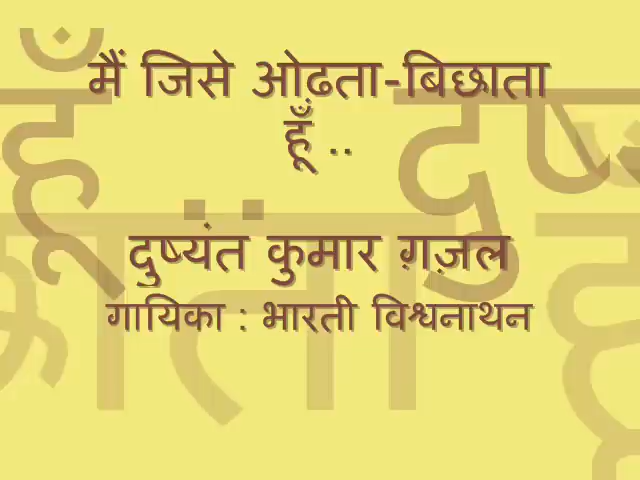 मैं जिसे ओढ़ता-बिछाता
हूँ ..
दुष्यंत कुमार ग़ज़ल
गायिका : भारती विश्वनाथन